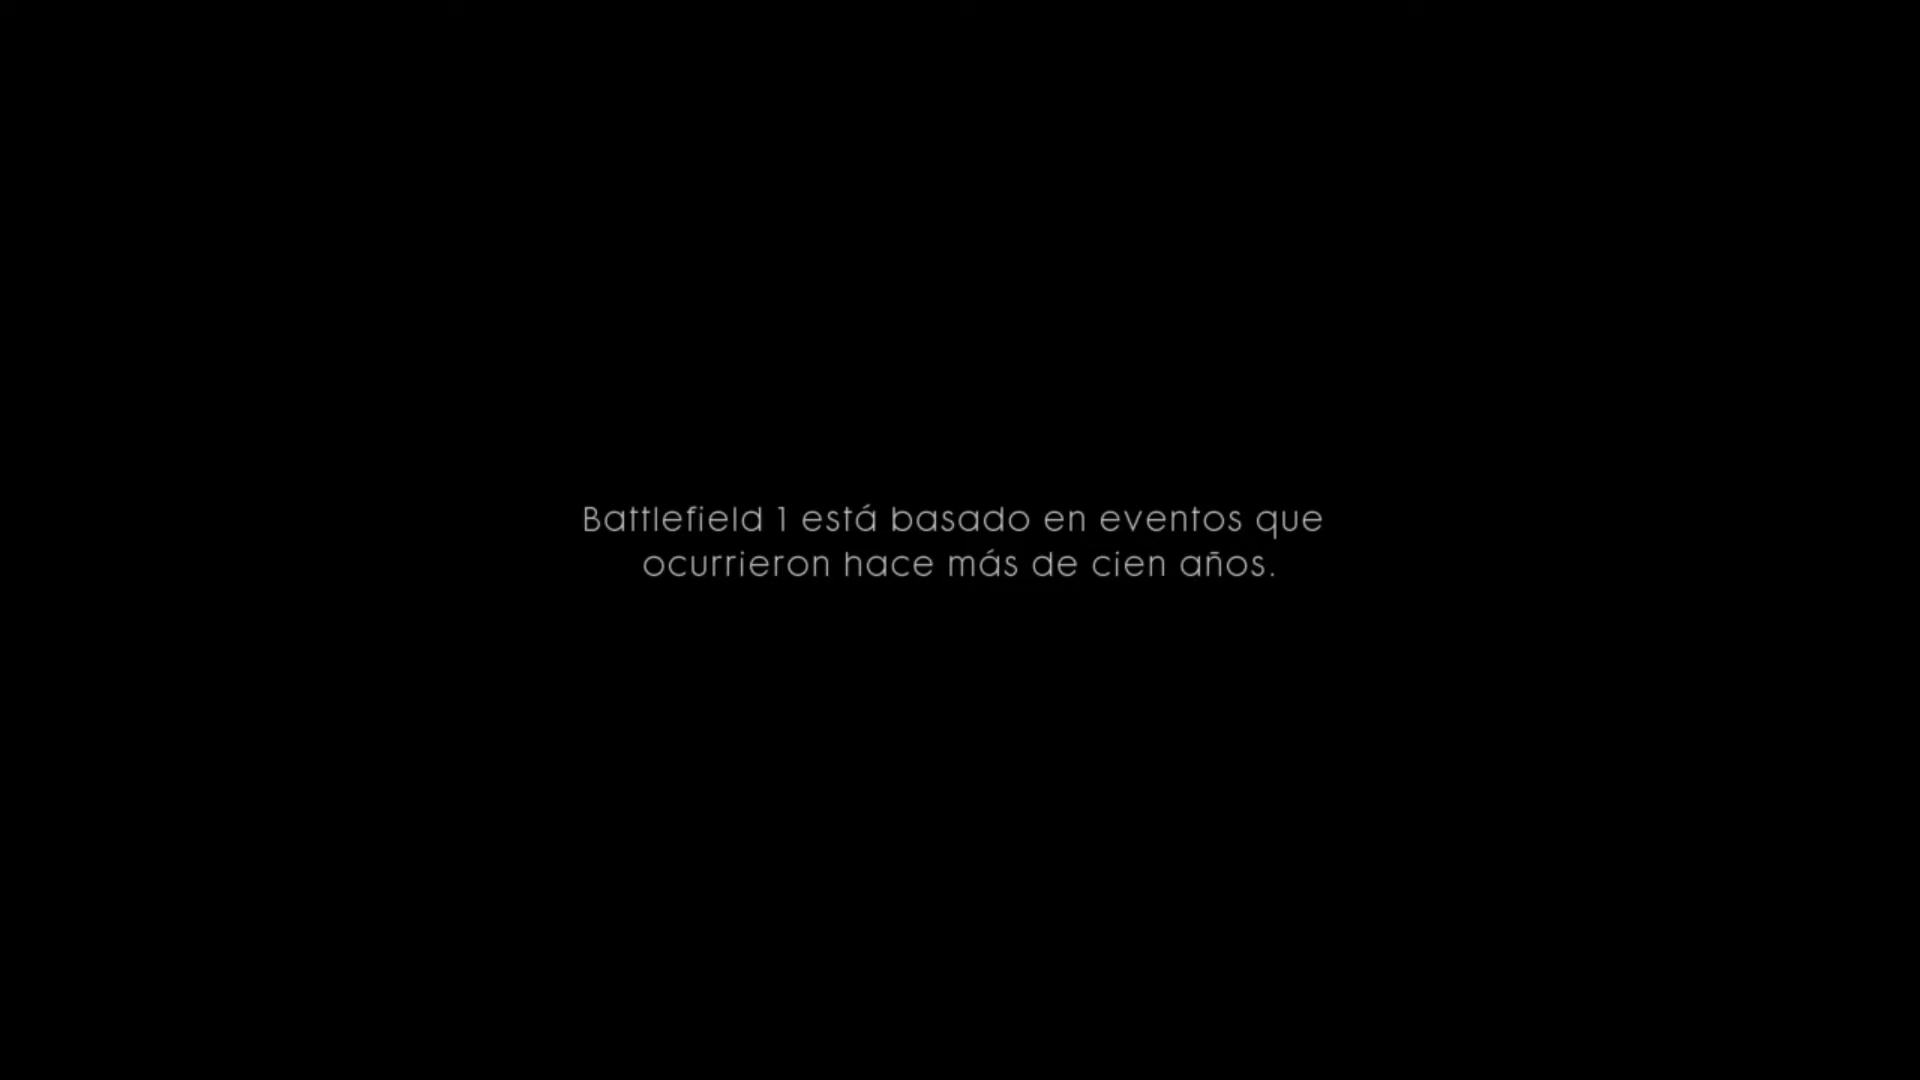 Battlefield 1 está basado en eventos que
ocurrieron hace más de cien años.